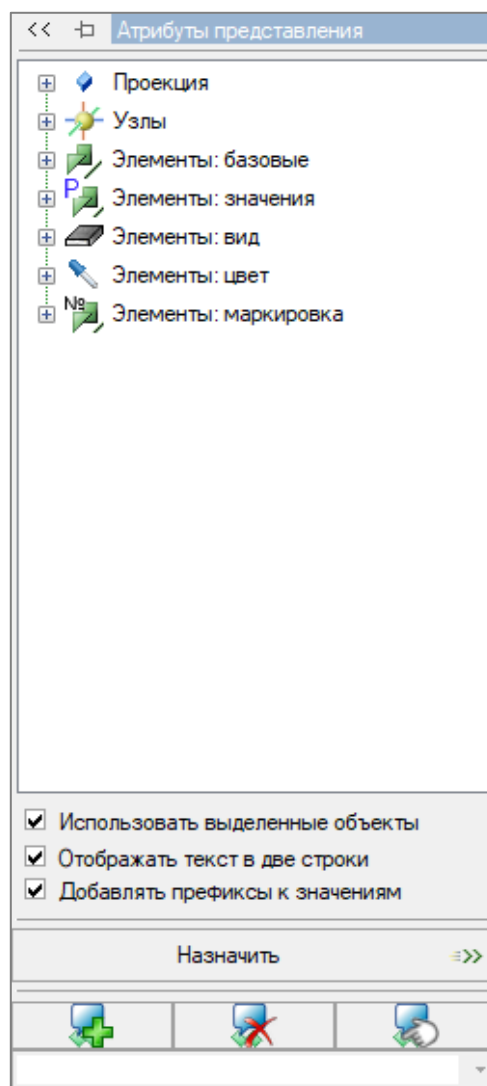 << Атрибуты представления
Проекция
Узлы
Элементы: базовые
P Элементы: значения
Элементы: вид
Элементы: цвет
№ Элементы: маркировка
Использовать выделенные объекты
Отображать текст в две строки
Добавлять префиксы к значениям
Назначить